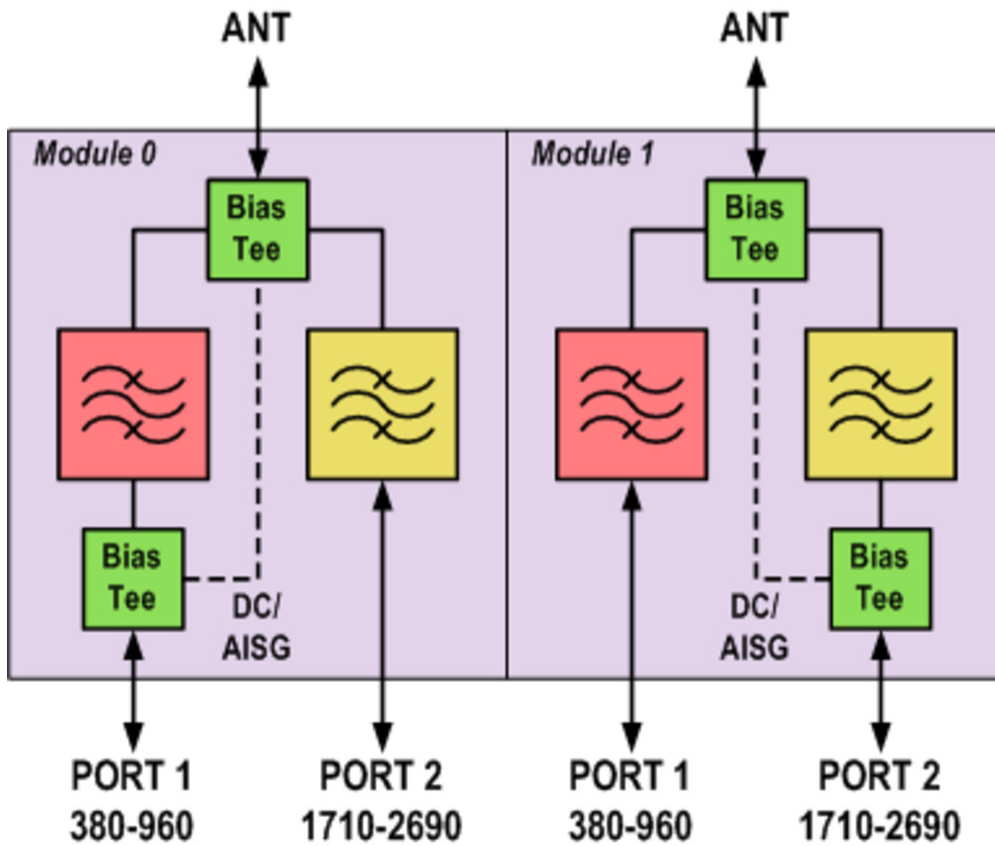 ANT
ANT
Module 0
Module 1
Bias
Tee
Bias
Tee
Bias
Tee
DC/
AISG
DC/
AISG
Bias
Tee
PORT 1
380-960
PORT 2
1710-2690
PORT 1
380-960
PORT 2
1710-2690